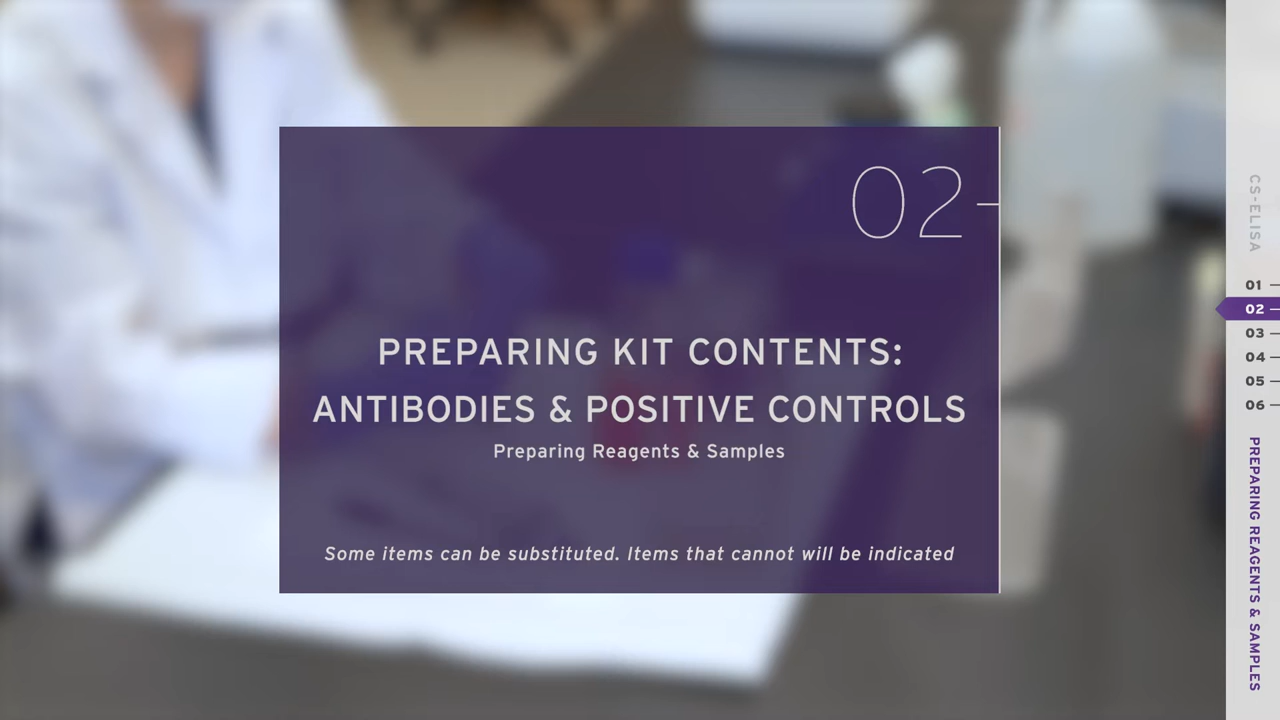 02
PREPARING KIT CONTENTS:
ANTIBODIES & POSITIVE CONTROLS
Preparing Reagents & Samples
Some items can be substituted. Items that cannot will be indicated
CS-ELISA
01
02
03
04
05
06
PREPARING REAGENTS & SAMPLES